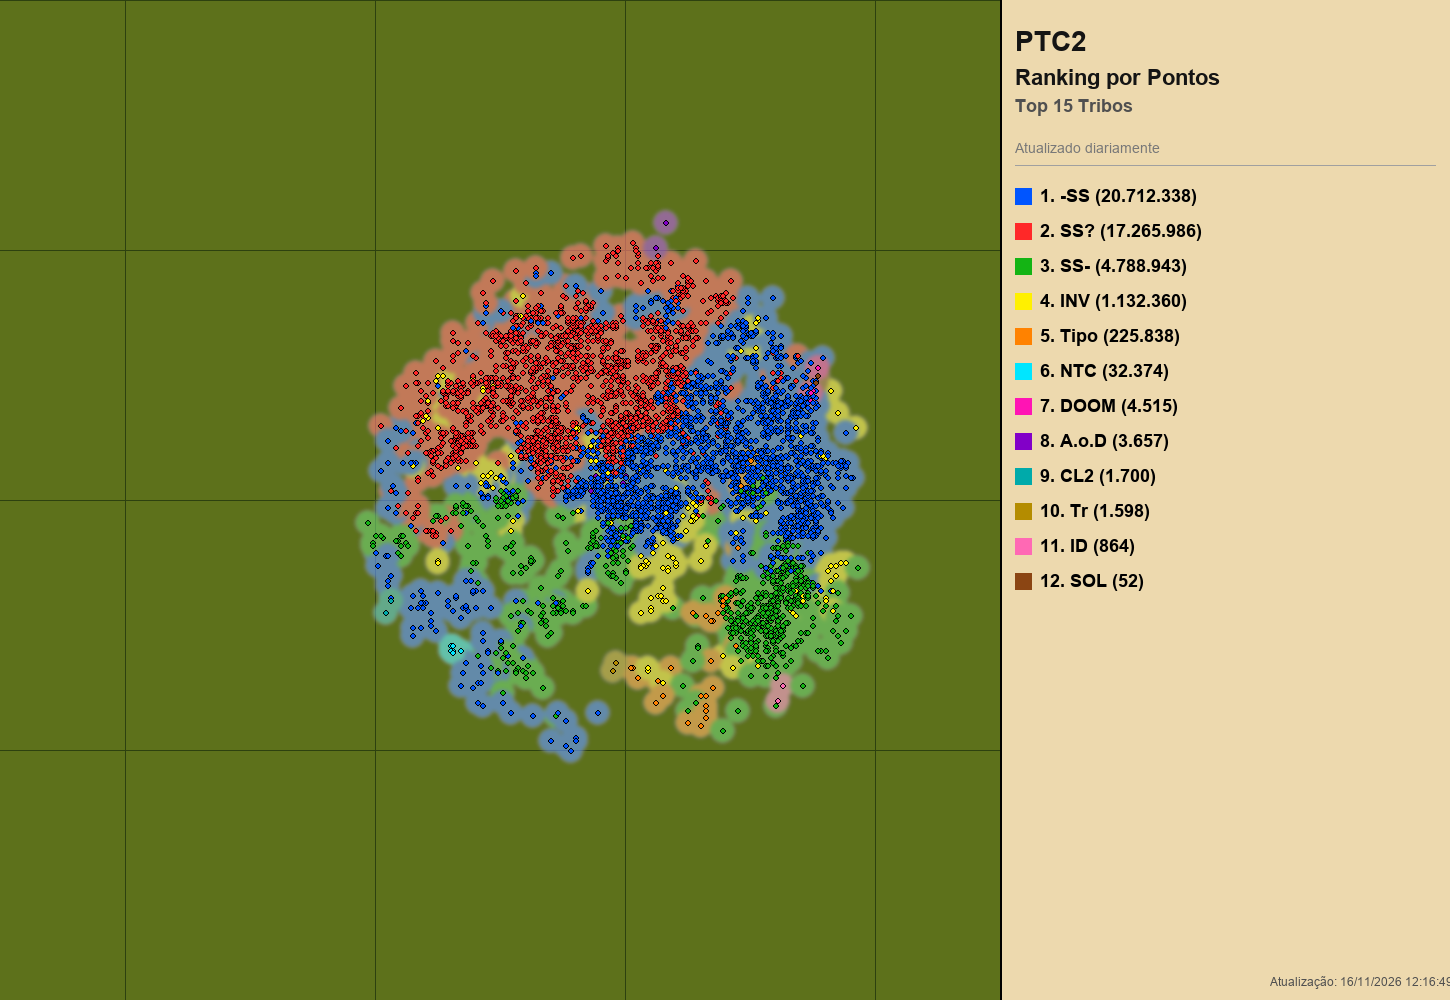 PTC2
Ranking por Pontos
Top 15 Tribos
Atualizado diariamente
1. -SS (20.712.338)
2. SS? (17.265.986)
3. SS- (4.788.943)
4. INV (1.132.360)
5. Tipo (225.838)
6. NTC (32.374)
7. DOOM (4.515)
8. A.o.D (3.657)
9. CL2 (1.700)
10. Tr (1.598)
11. ID (864)
12. SOL (52)
Atualização: 16/11/2026 12:16:49